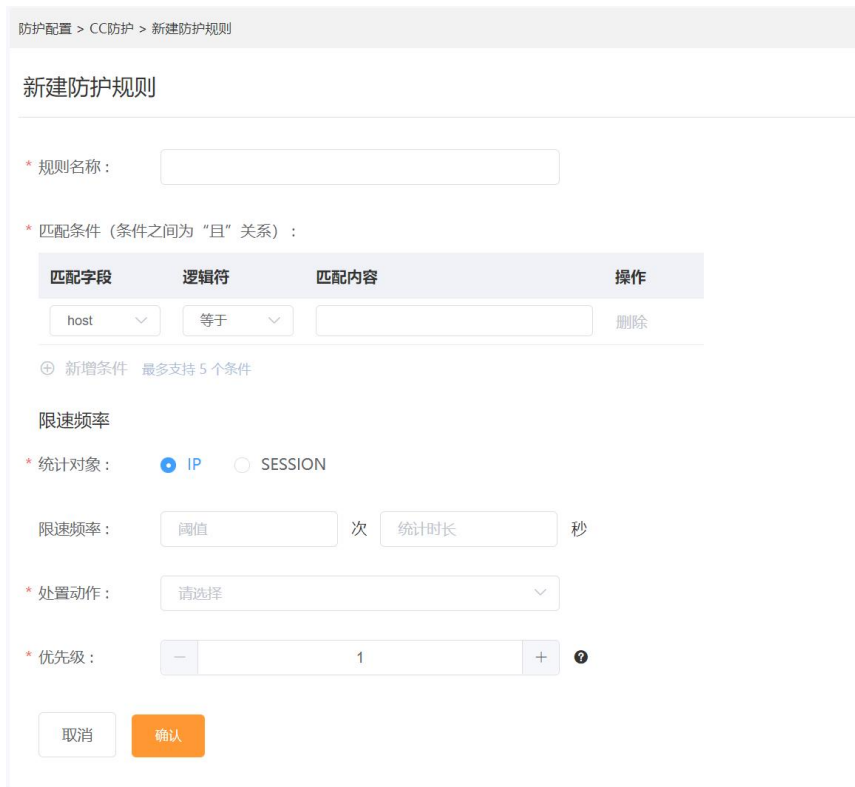 防护配置 > CC防护 > 新建防护规则
新建防护规则
* 规则名称：
* 匹配条件（条件之间为“且”关系）：
匹配字段 逻辑符 匹配内容 操作
host 等于 删除
新增条件 最多支持 5 个条件
限速频率
* 统计对象： IP SESSION
限速频率： 阈值 次 统计时长 秒
* 处置动作： 请选择
* 优先级： － 1 + ?
取消 确认